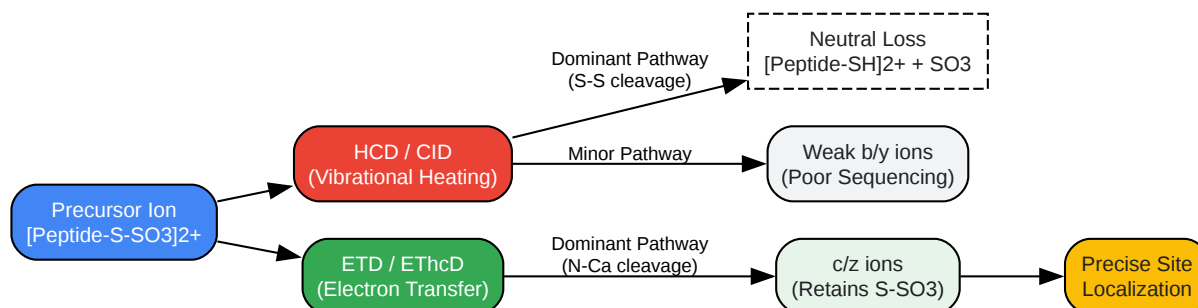 Neutral Loss
[Peptide-SH]2+ + SO3
Dominant Pathway
(S-S cleavage)
HCD / CID
(Vibrational Heating)
Minor Pathway
Weak b/y ions
(Poor Sequencing)
Precursor Ion
[Peptide-S-SO3]2+
ETD / EThcD
(Electron Transfer)
Dominant Pathway
(N-Ca cleavage)
c/z ions
(Retains S-SO3)
Precise Site
Localization